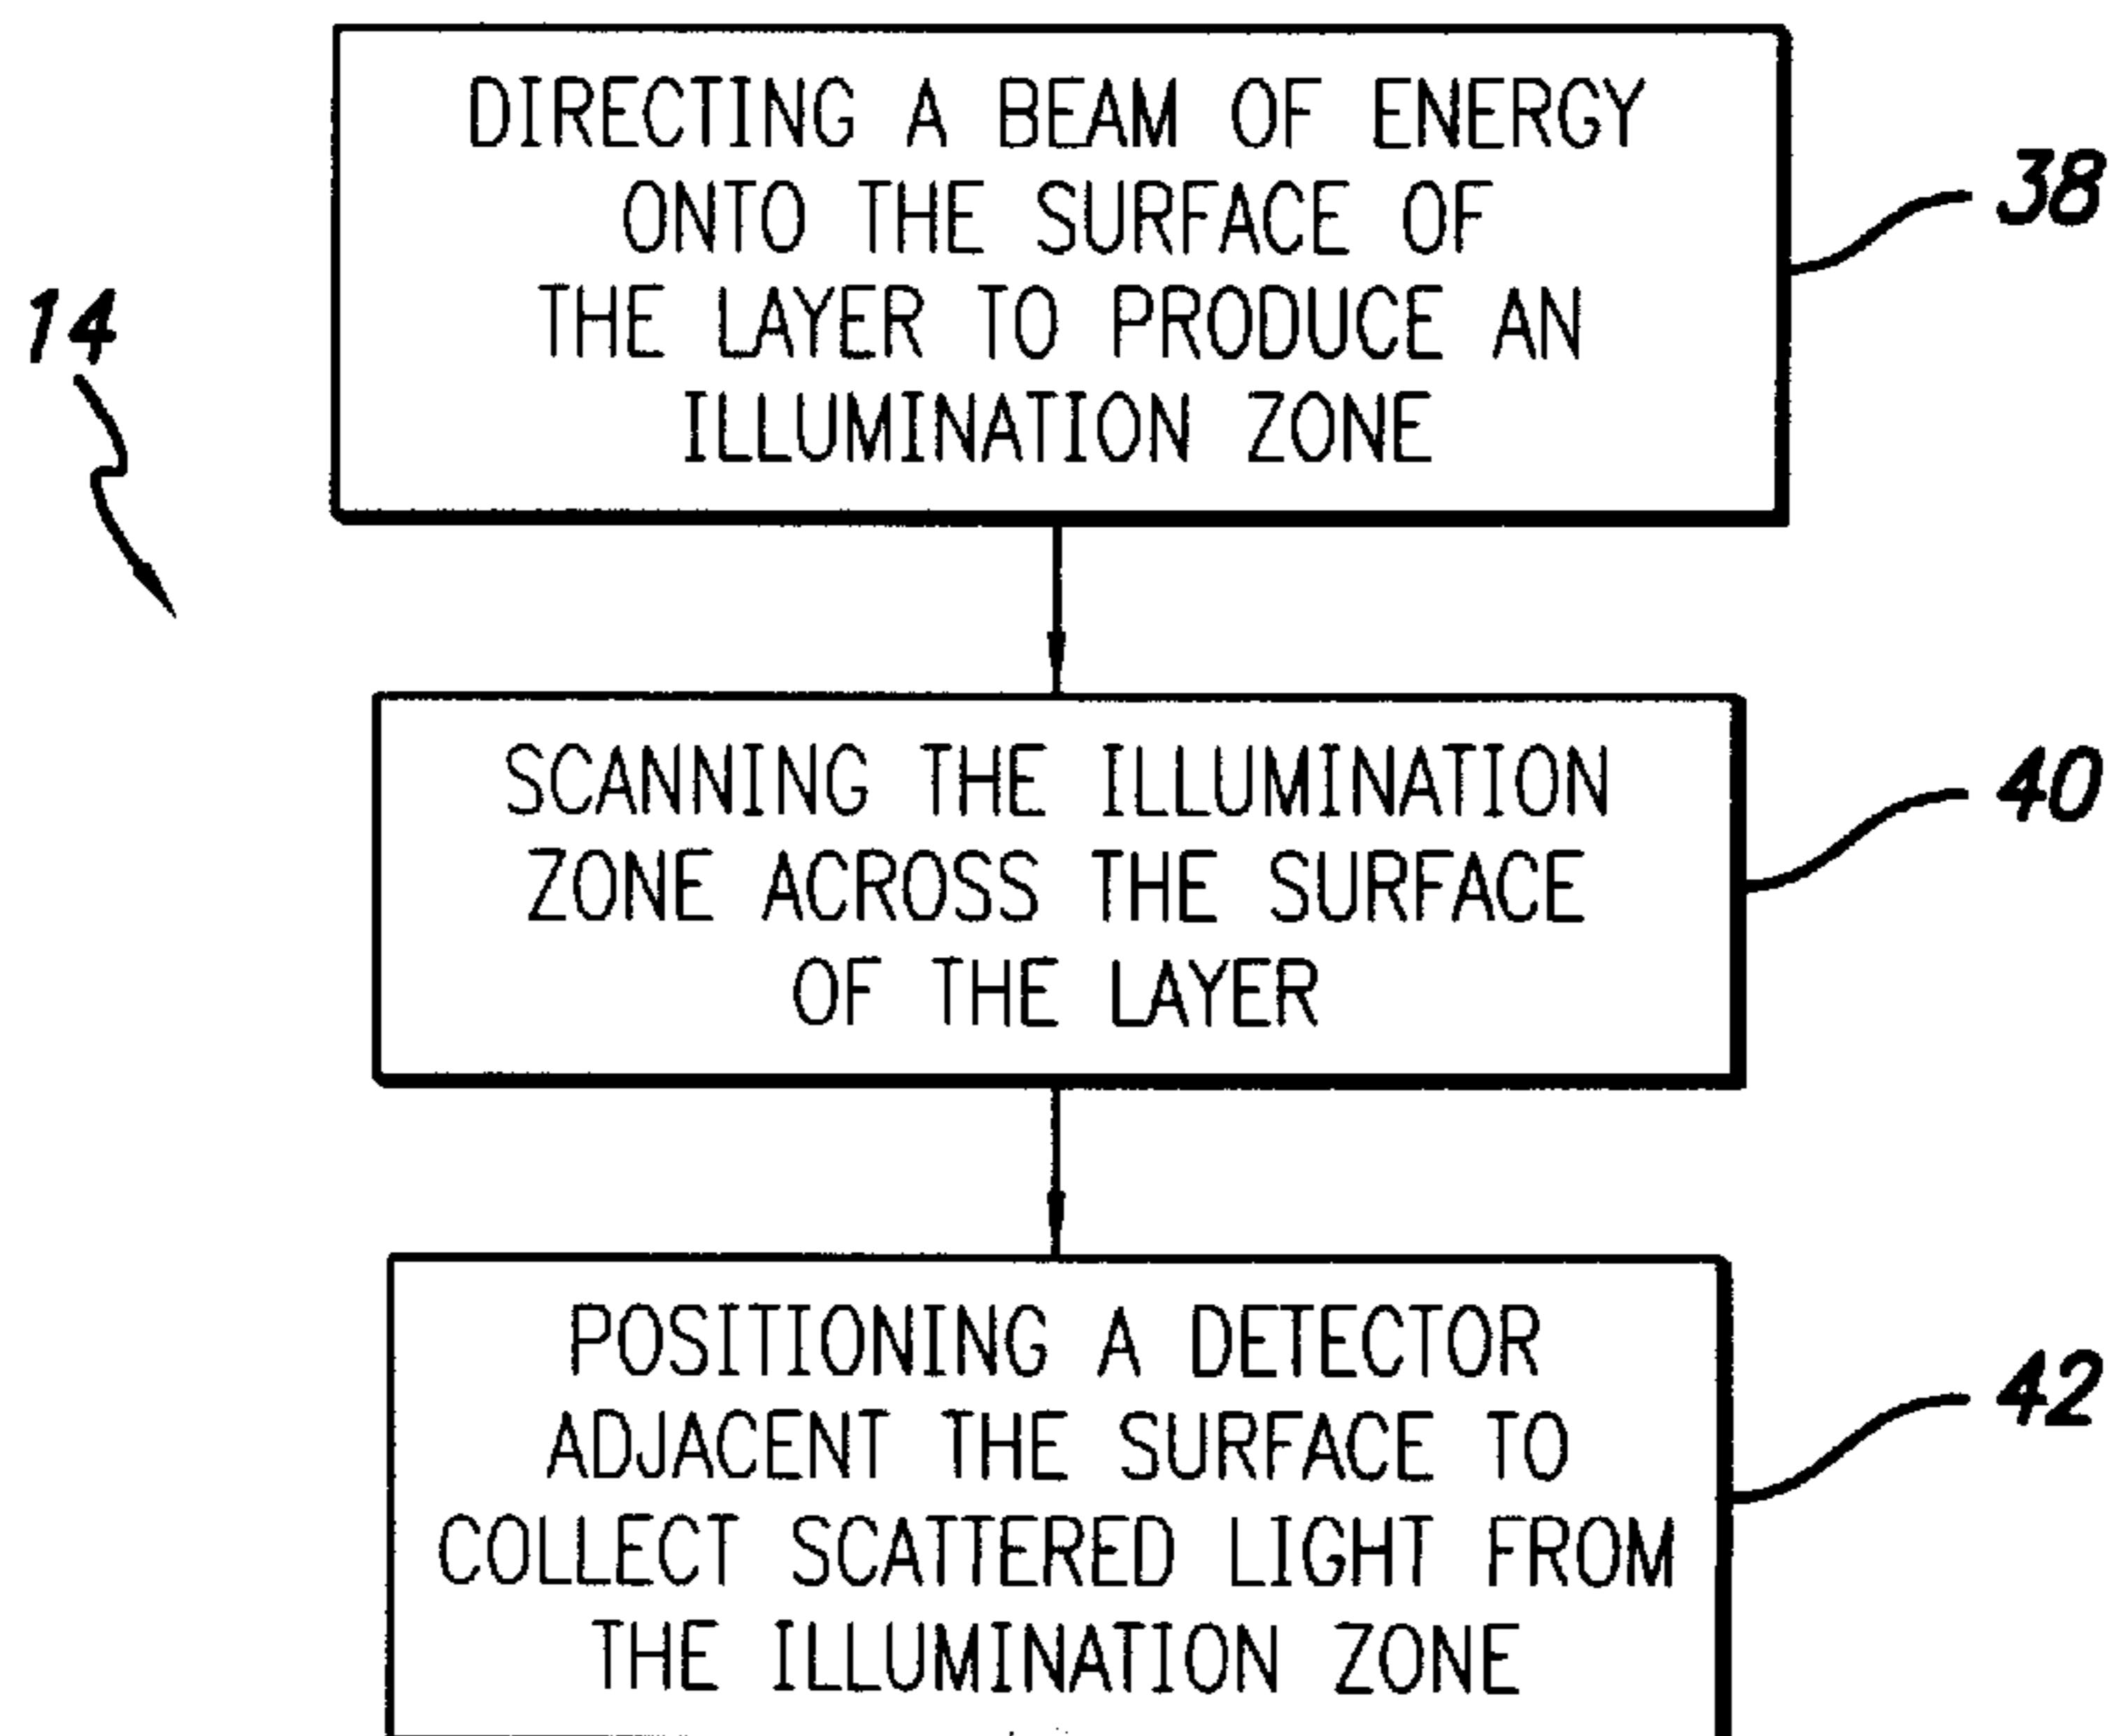 DIRECTING A BEAM OF ENERGY
ONTO THE SURFACE OF
THE LAYER TO PRODUCE AN
ILLUMINATION ZONE
38
14
SCANNING THE ILLUMINATION
ZONE ACROSS THE SURFACE
OF THE LAYER
40
POSITIONING A DETECTOR
ADJACENT THE SURFACE TO
COLLECT SCATTERED LIGHT FROM
THE ILLUMINATION ZONE
42